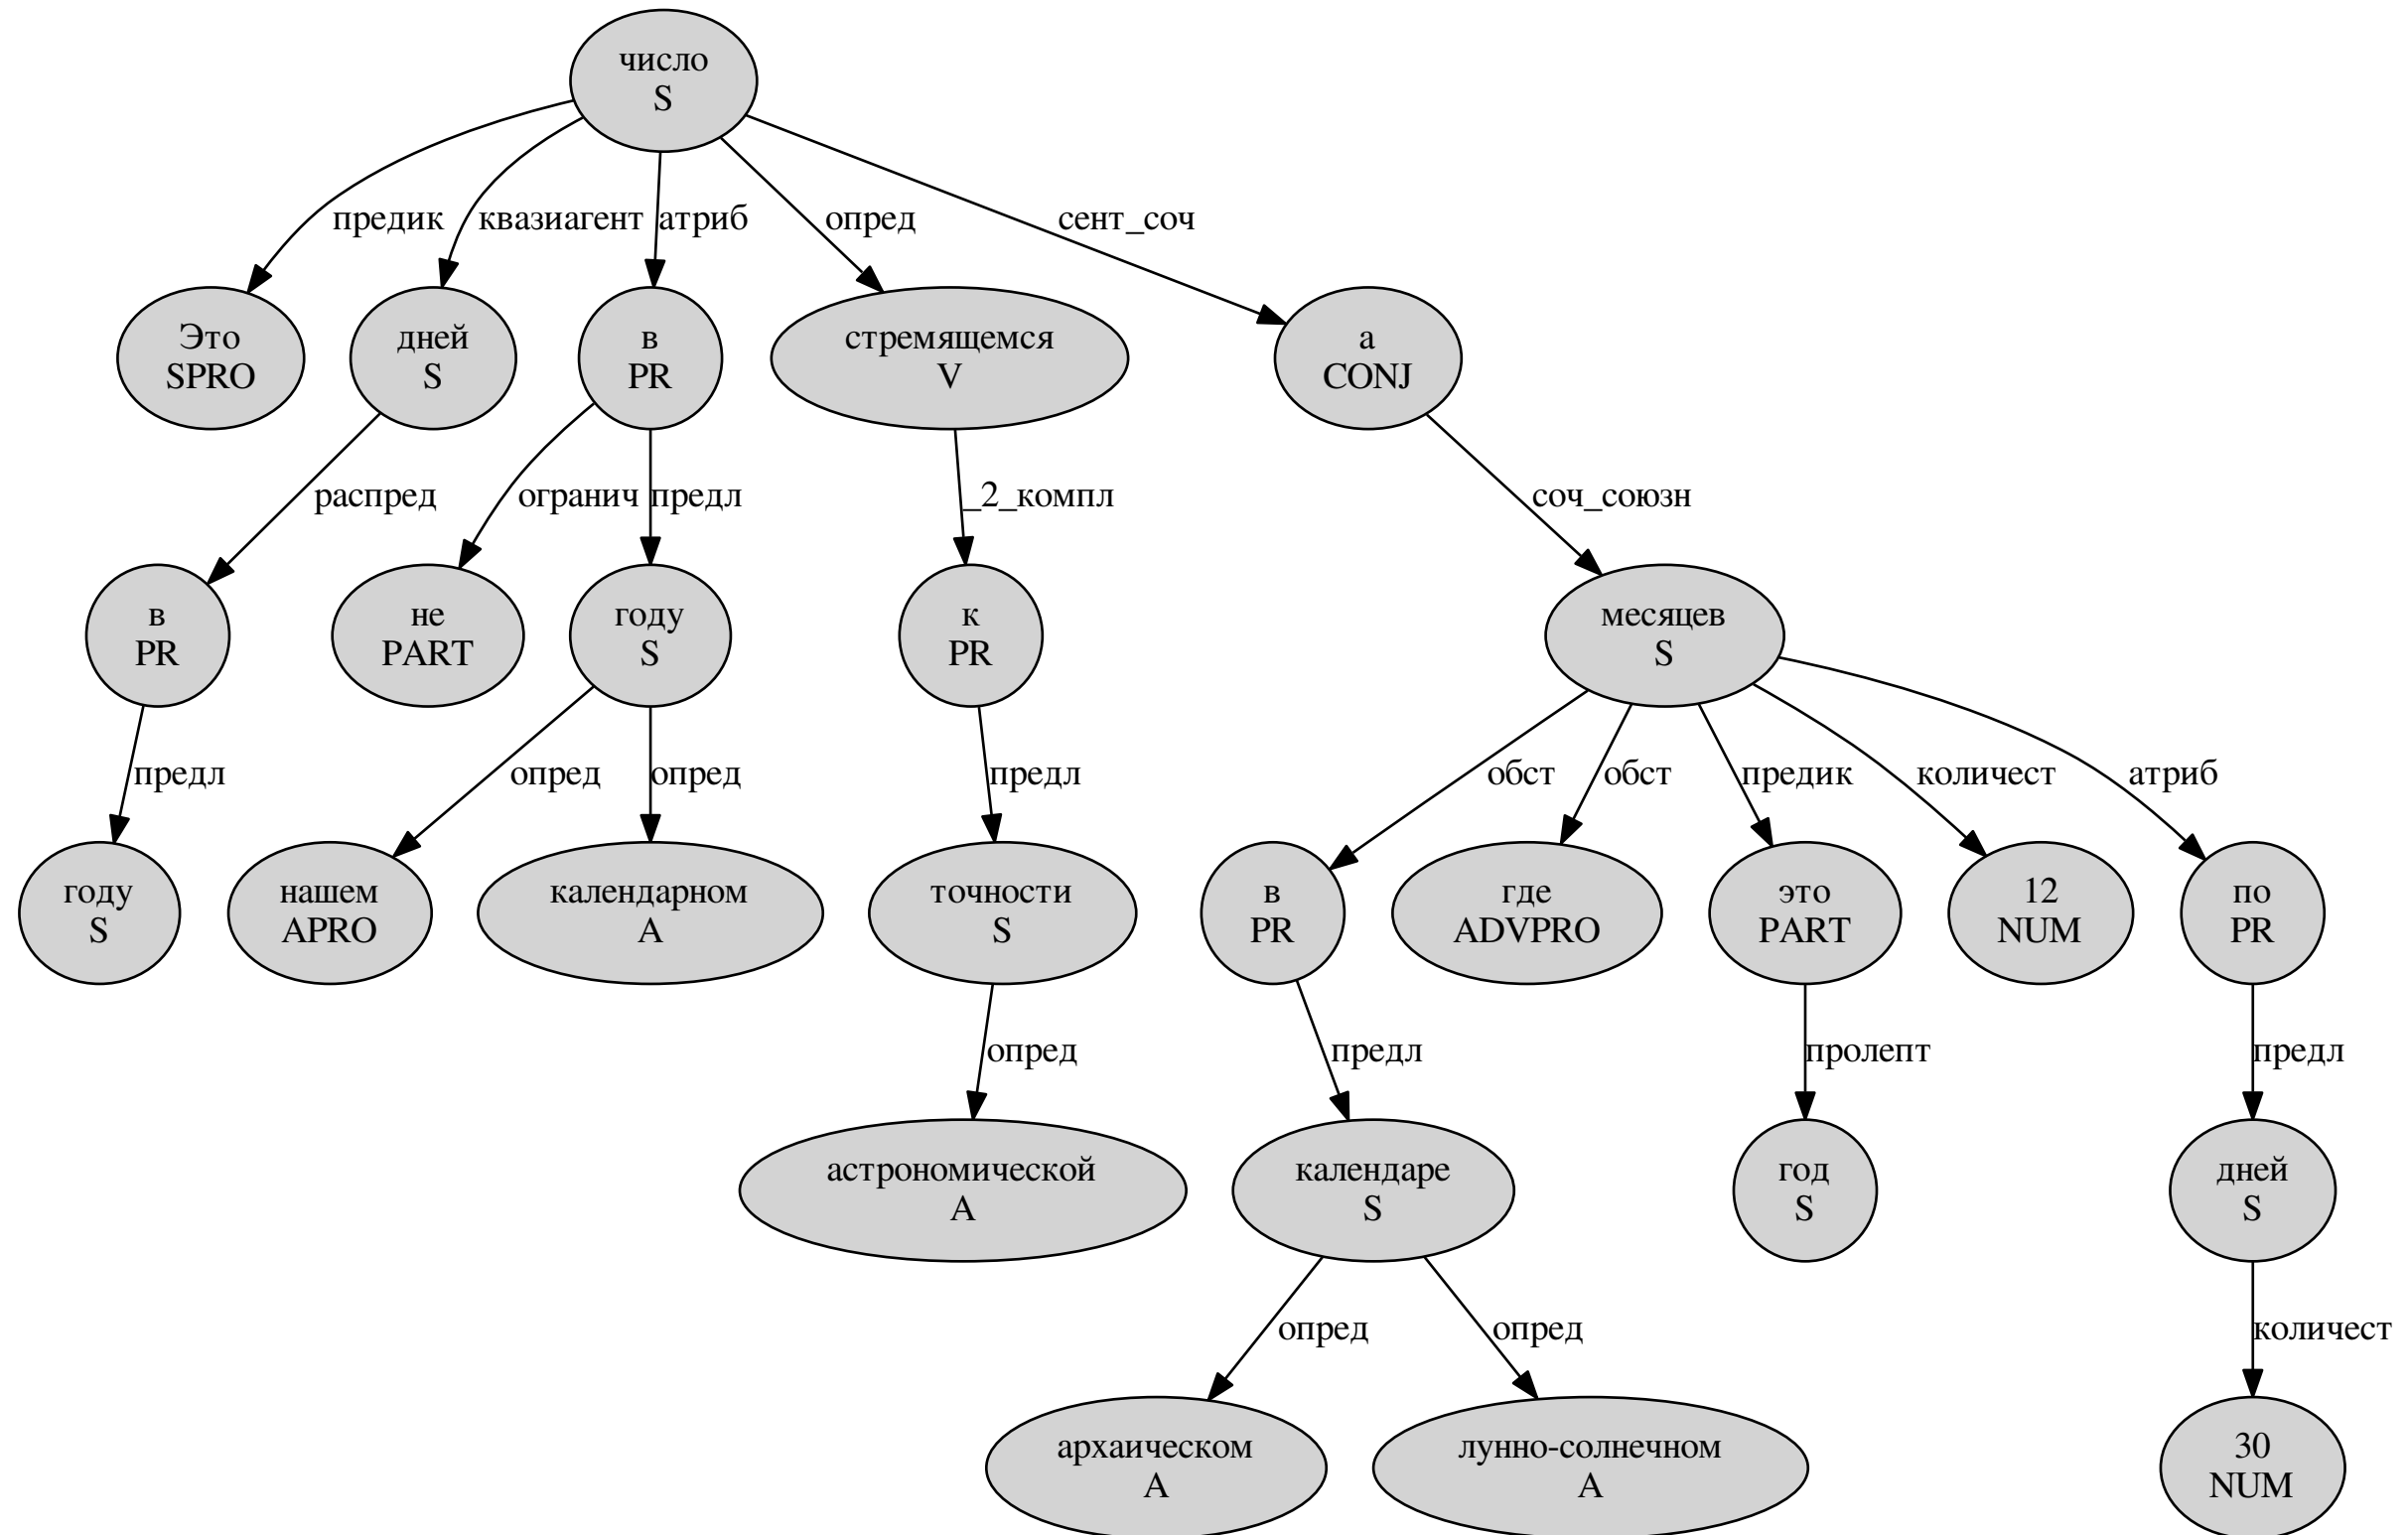 число
S
предик
квазиагент
атриб
опред
сент_соч
Это
SPRO
дней
S
в
PR
стремящемся
V
а
CONJ
распред
огранич
предл
_2_компл
соч_союзн
в
PR
не
PART
году
S
к
PR
месяцев
S
предл
опред
опред
предл
обст
обст
предик
количест
атриб
году
S
нашем
APRO
календарном
A
точности
S
в
PR
где
ADVPRO
это
PART
12
NUM
по
PR
опред
предл
пролепт
предл
астрономической
A
календаре
S
год
S
дней
S
опред
опред
количест
архаическом
A
лунно-солнечном
A
30
NUM